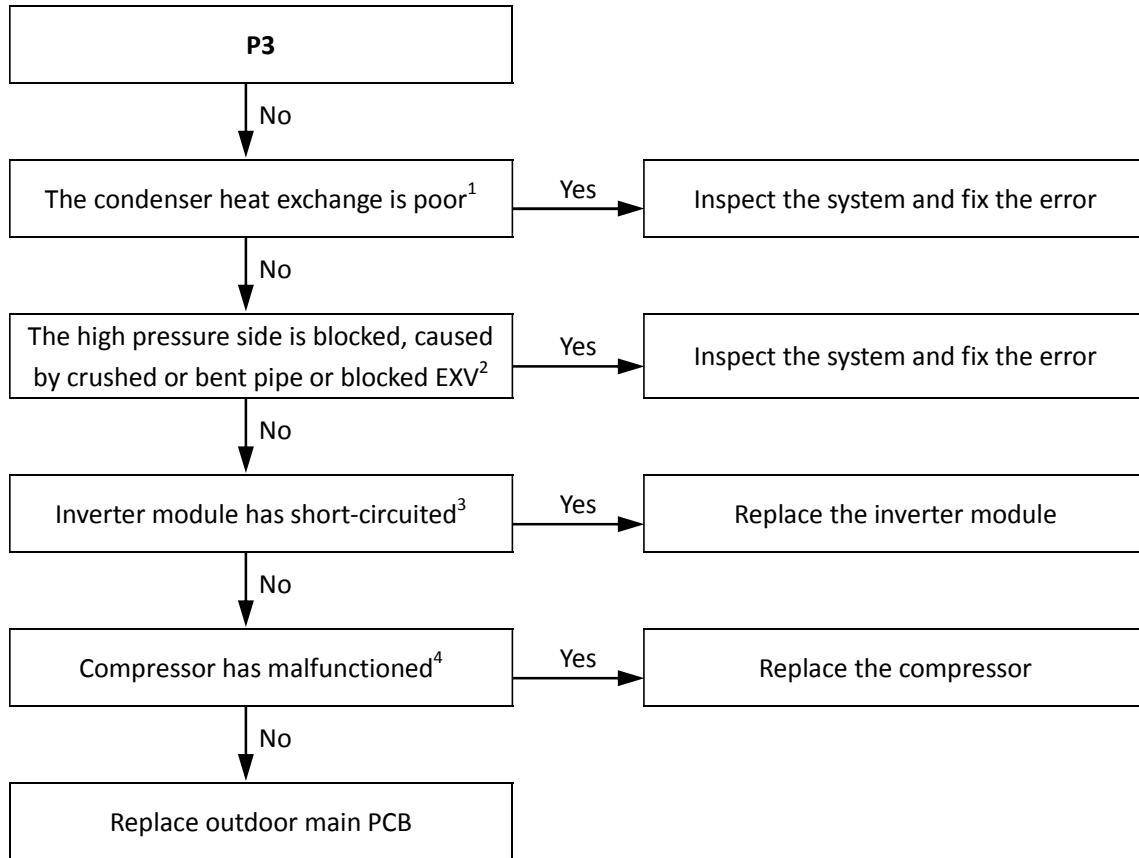 P3
No
The condenser heat exchange is poor¹
Yes
Inspect the system and fix the error
No
The high pressure side is blocked, caused
by crushed or bent pipe or blocked EXV²
Yes
Inspect the system and fix the error
No
Inverter module has short-circuited³
Yes
Replace the inverter module
No
Compressor has malfunctioned⁴
Yes
Replace the compressor
No
Replace outdoor main PCB